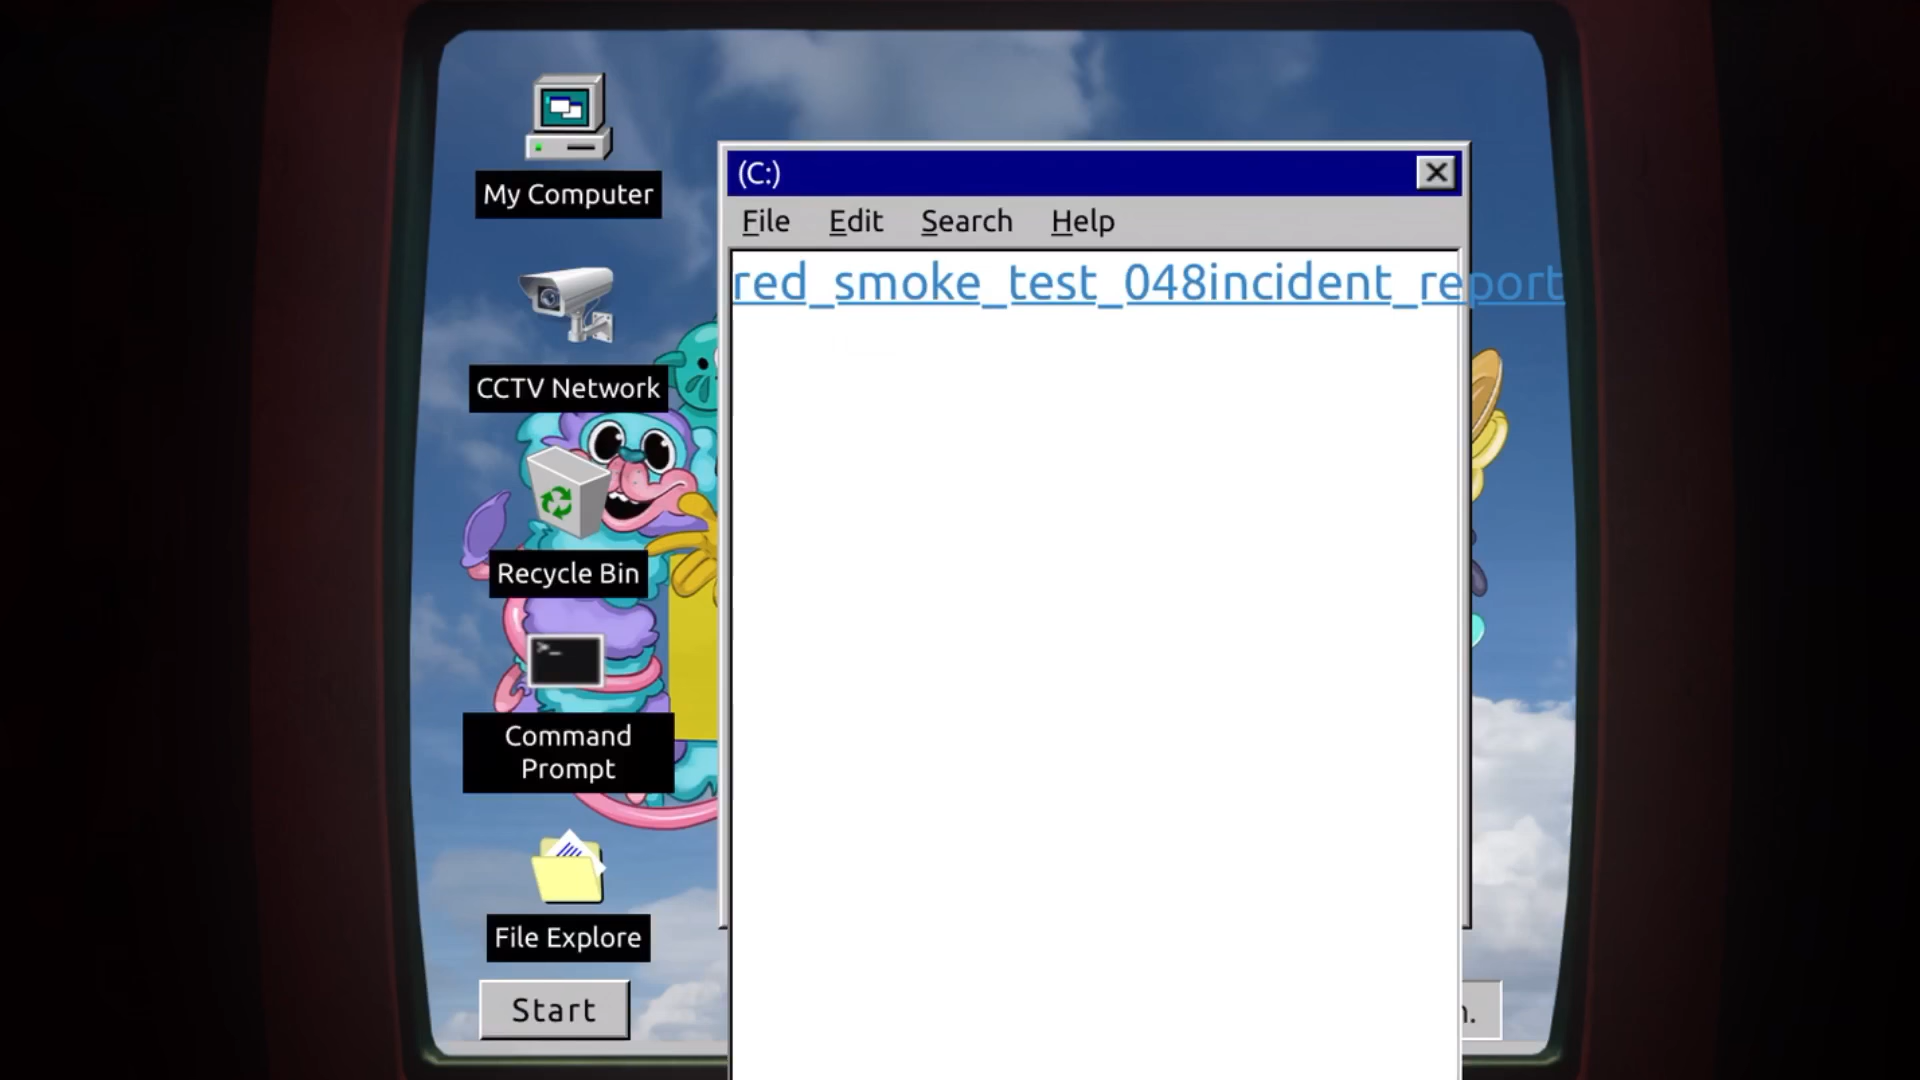 My Computer
CCTV Network
Recycle Bin
Command
Prompt
File Explore
Start
(C:)
File Edit Search Help
red_smoke_test_048incident_report